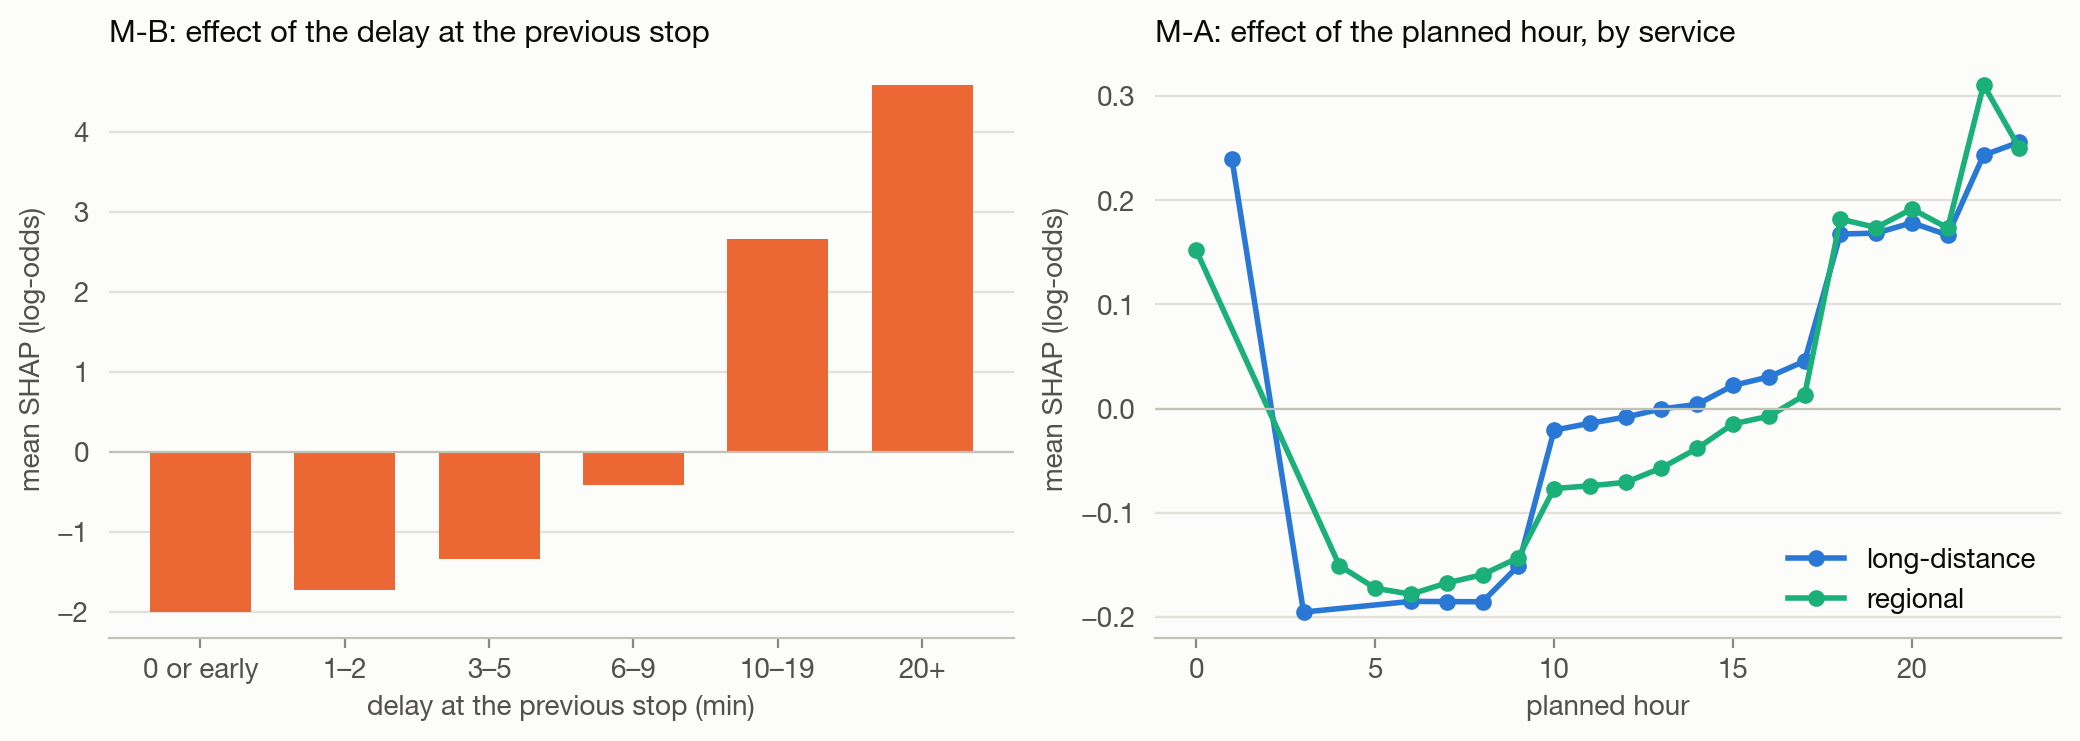 M-B: effect of the delay at the previous stop
mean SHAP (log-odds)
4
3
2
1
0
−1
−2
0 or early
1–2
3–5
6–9
10–19
20+
delay at the previous stop (min)
M-A: effect of the planned hour, by service
mean SHAP (log-odds)
0.3
0.2
0.1
0.0
−0.1
−0.2
0
5
10
15
20
planned hour
long-distance
regional